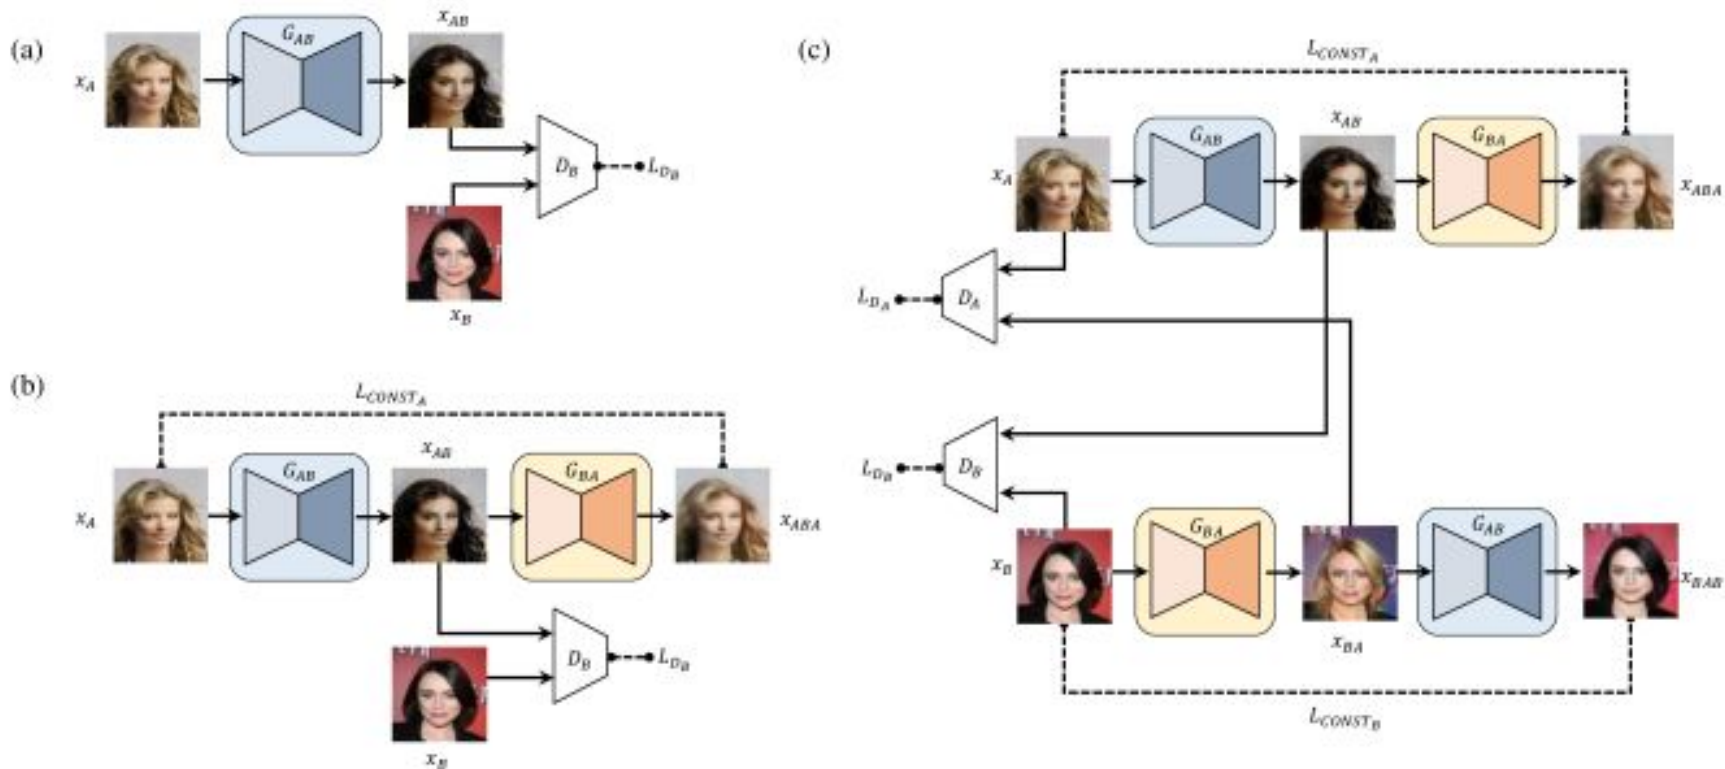 (a)
x_A
G_AB
x_AB
D_B
L_D_B
x_B
(b)
L_CONST_A
x_A
G_AB
x_AB
G_BA
x_ABA
D_B
L_D_B
x_B
(c)
L_CONST_A
x_A
G_AB
x_AB
G_BA
x_ABA
L_D_A
D_A
L_D_B
D_B
x_B
G_BA
x_BA
G_AB
x_BAB
L_CONST_B